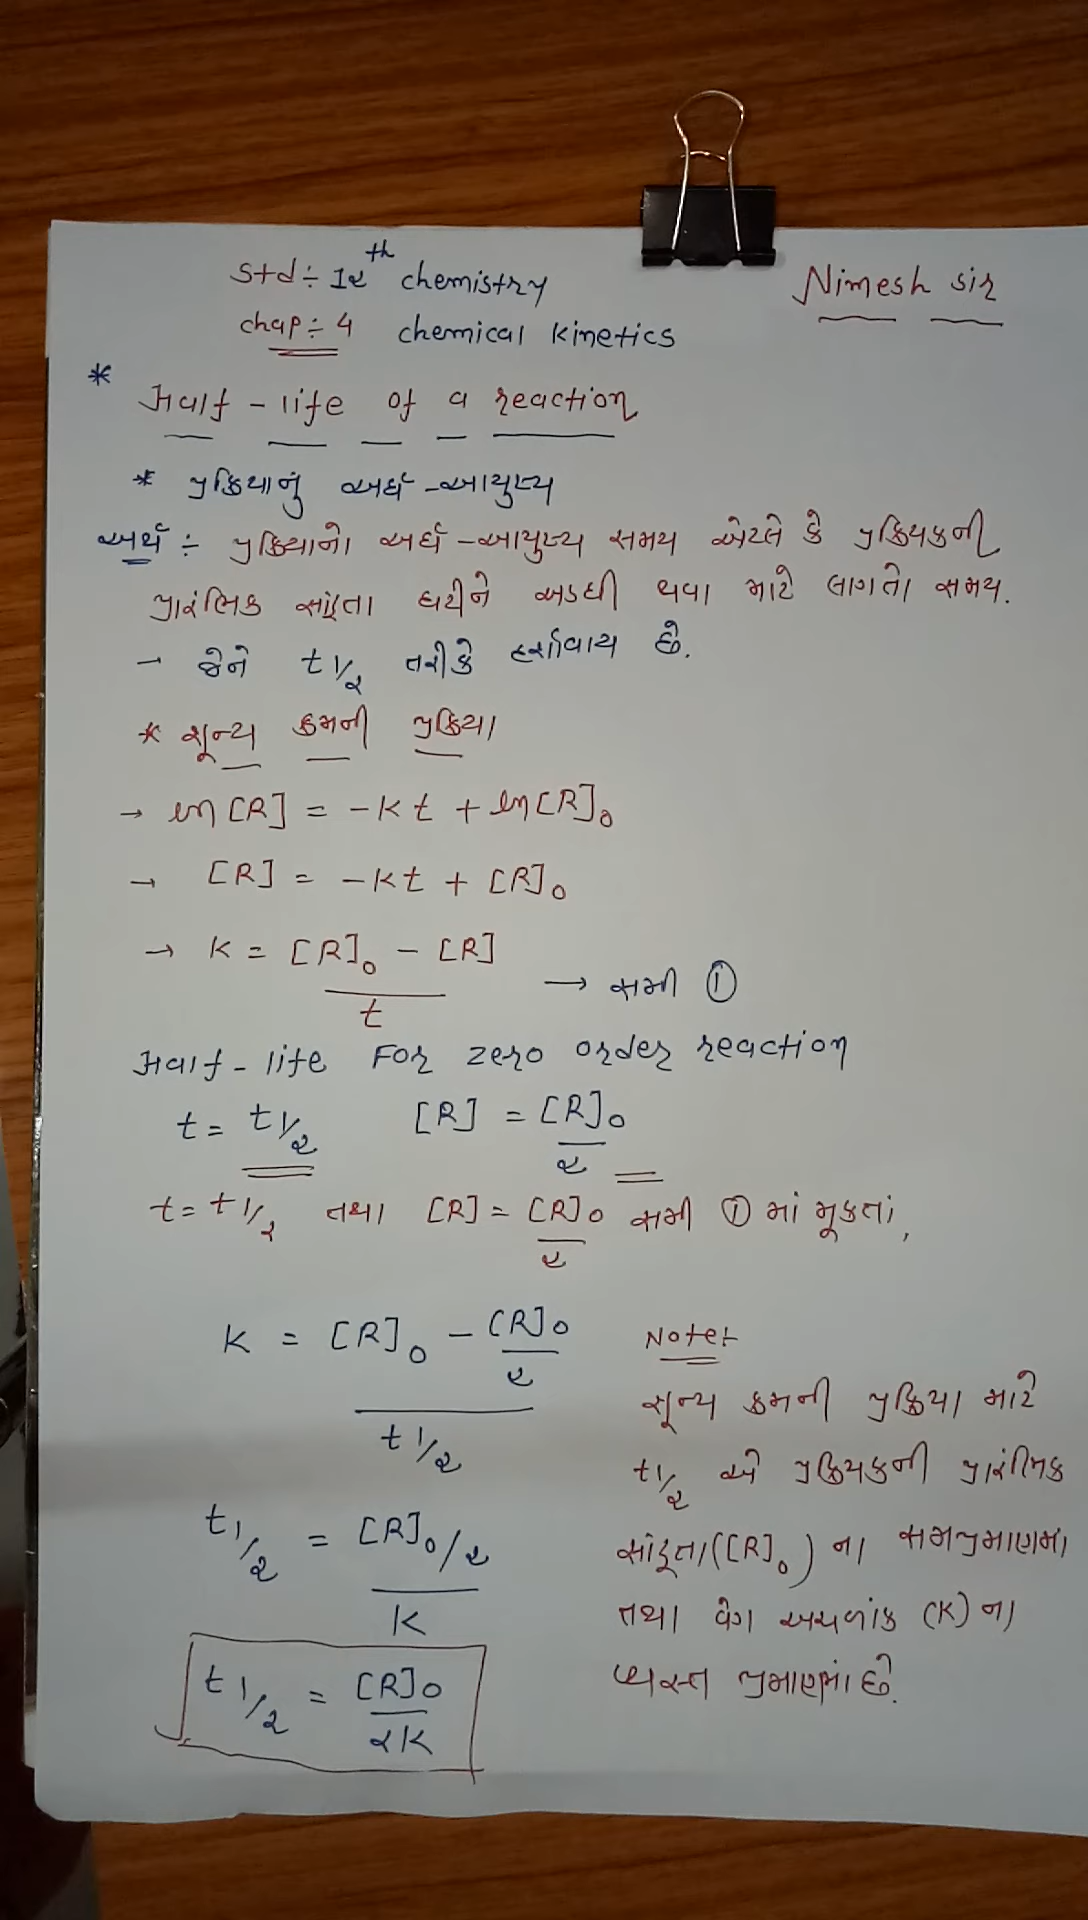 Std÷ 12th chemistry
Nimesh sir
chap÷ 4 chemical kinetics
* Half-life of a reaction
* પ્રક્રિયાનું અર્ધ-આયુષ્ય
અર્થ ÷ પ્રક્રિયાનો અર્ધ-આયુષ્ય સમય એટલે કે પ્રક્રિયકની
પ્રારંભિક સાંદ્રતા ઘટીને અડધી થવા માટે લાગતો સમય.
→ જેને t1/2 તરીકે દર્શાવાય છે.
* શૂન્ય ક્રમની પ્રક્રિયા
→ ln [R] = -kt + ln[R]₀
→ [R] = -kt + [R]₀
→ k = [R]₀ - [R]
→ સમી ①
t
Half-life For zero order reaction
t = t1/2 [R] = [R]₀
2
t = t1/2 તથા [R] = [R]₀ સમી ① માં મૂકતાં,
2
k = [R]₀ - [R]₀
2
t1/2
t1/2 = [R]₀/2
k
t1/2 = [R]₀
2k
Note÷
શૂન્ય ક્રમની પ્રક્રિયા માટે
t1/2 એ પ્રક્રિયકની પ્રારંભિક
સાંદ્રતા([R]₀) ના સમપ્રમાણમાં
તથા વેગ અચળાંક (K) ના
વ્યસ્ત પ્રમાણમાં છે.